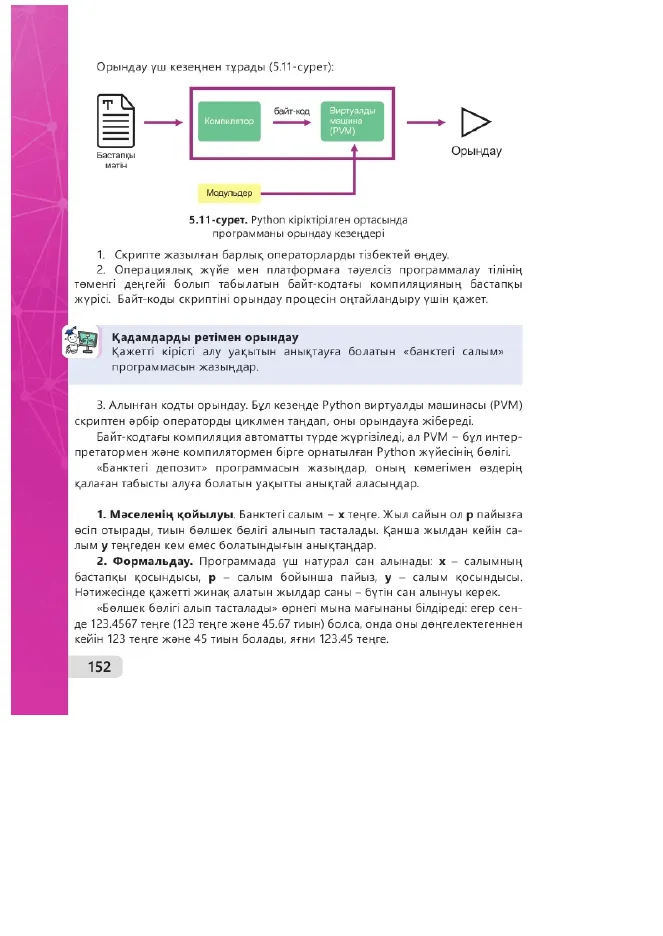 Орындау үш кезеңнен тұрады (5.11-сурет):
T
Бастапқы
мәтін
Компилятор
байт-код
Виртуалды
машина
(PVM)
Орындау
Модульдер
5.11-сурет. Python кіріктірілген ортасында
программаны орындау кезеңдері
1. Скрипте жазылған барлық операторларды тізбектей өңдеу.
2. Операциялық жүйе мен платформаға тәуелсіз программалау тілінің
төменгі деңгейі болып табылатын байт-кодтағы компиляцияның бастапқы
жүрісі. Байт-коды скриптіні орындау процесін оңтайландыру үшін қажет.
Қадамдарды ретімен орындау
Қажетті кірісті алу уақытын анықтауға болатын «банктегі салым»
программасын жазыңдар.
3. Алынған кодты орындау. Бұл кезеңде Python виртуалды машинасы (PVM)
скриптен әрбір операторды циклмен таңдап, оны орындауға жібереді.
Байт-кодтағы компиляция автоматты түрде жүргізіледі, ал PVM – бұл интер-
претатормен және компилятормен бірге орнатылған Python жүйесінің бөлігі.
«Банктегі депозит» программасын жазыңдар, оның көмегімен өздерің
қалаған табысты алуға болатын уақытты анықтай аласыңдар.
1. Мәселенің қойылуы. Банктегі салым – x теңге. Жыл сайын ол p пайызға
өсіп отырады, тиын бөлшек бөлігі алынып тасталады. Қанша жылдан кейін са-
лым y теңгеден кем емес болатындығын анықтаңдар.
2. Формальдау. Программада үш натурал сан алынады: x – салымның
бастапқы қосындысы, p – салым бойынша пайыз, y – салым қосындысы.
Нәтижесінде қажетті жинақ алатын жылдар саны – бүтін сан алынуы керек.
«Бөлшек бөлігі алып тасталады» өрнегі мына мағынаны білдіреді: егер сен-
де 123.4567 теңге (123 теңге және 45.67 тиын) болса, онда оны дөңгелектегеннен
кейін 123 теңге және 45 тиын болады, яғни 123.45 теңге.
152